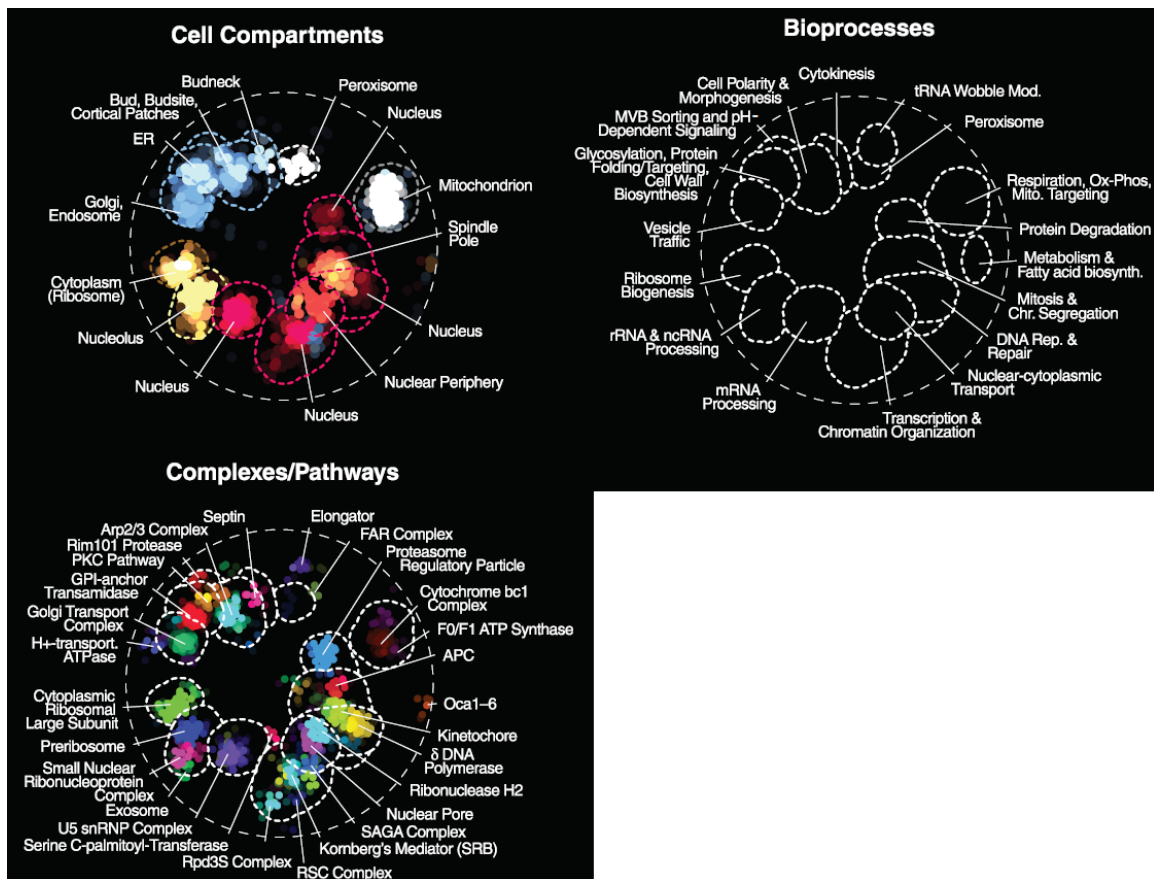 Cell Compartments
Budneck
Bud, Budsite,
Cortical Patches
ER
Golgi,
Endosome
Cytoplasm
(Ribosome)
Nucleolus
Nucleus
Nucleus
Nuclear Periphery
Nucleus
Spindle
Pole
Mitochondrion
Nucleus
Peroxisome
Bioprocesses
Cytokinesis
Cell Polarity &
Morphogenesis
MVB Sorting and pH-
Dependent Signaling
Glycosylation, Protein
Folding/Targeting,
Cell Wall
Biosynthesis
Vesicle
Traffic
Ribosome
Biogenesis
rRNA & ncRNA
Processing
mRNA
Processing
Transcription &
Chromatin Organization
Nuclear-cytoplasmic
Transport
DNA Rep. &
Repair
Mitosis &
Chr. Segregation
Metabolism &
Fatty acid biosynth.
Protein Degradation
Respiration, Ox-Phos,
Mito. Targeting
Peroxisome
tRNA Wobble Mod.
Complexes/Pathways
Septin
Arp2/3 Complex
Rim101 Protease
PKC Pathway
GPI-anchor
Transamidase
Golgi Transport
Complex
H+-transport.
ATPase
Cytoplasmic
Ribosomal
Large Subunit
Preribosome
Small Nuclear
Ribonucleoprotein
Complex
Exosome
U5 snRNP Complex
Serine C-palmitoyl-Transferase
Rpd3S Complex
RSC Complex
Kornberg's Mediator (SRB)
SAGA Complex
Nuclear Pore
Ribonuclease H2
δ DNA
Polymerase
Kinetochore
Oca1–6
APC
F0/F1 ATP Synthase
Cytochrome bc1
Complex
Proteasome
Regulatory Particle
FAR Complex
Elongator